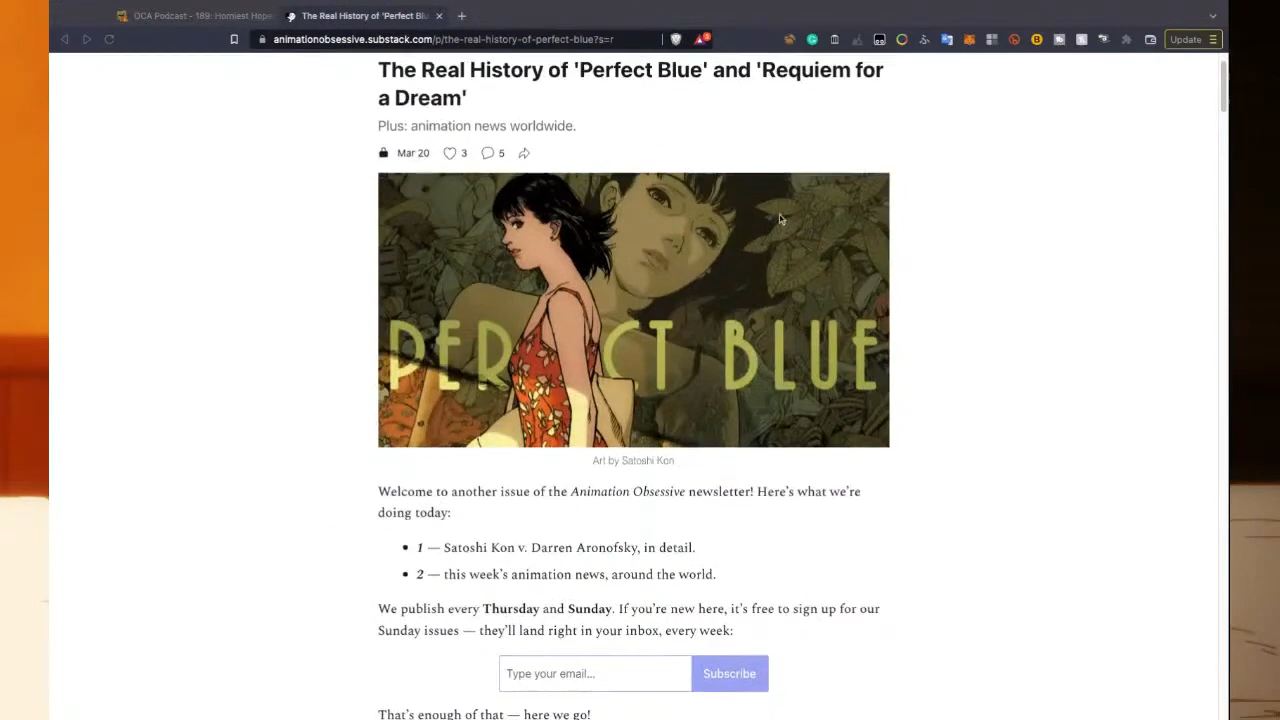 OCA Podcast - 189: Horniest Hope
The Real History of 'Perfect Blu
animationobsessive.substack.com/p/the-real-history-of-perfect-blue?s=r
Update
The Real History of 'Perfect Blue' and 'Requiem for
a Dream'
Plus: animation news worldwide.
Mar 20
3
5
PERFECT BLUE
Art by Satoshi Kon
Welcome to another issue of the Animation Obsessive newsletter! Here's what we're
doing today:
1 — Satoshi Kon v. Darren Aronofsky, in detail.
2 — this week's animation news, around the world.
We publish every Thursday and Sunday. If you're new here, it's free to sign up for our
Sunday issues — they'll land right in your inbox, every week:
Type your email...
Subscribe
That's enough of that — here we go!